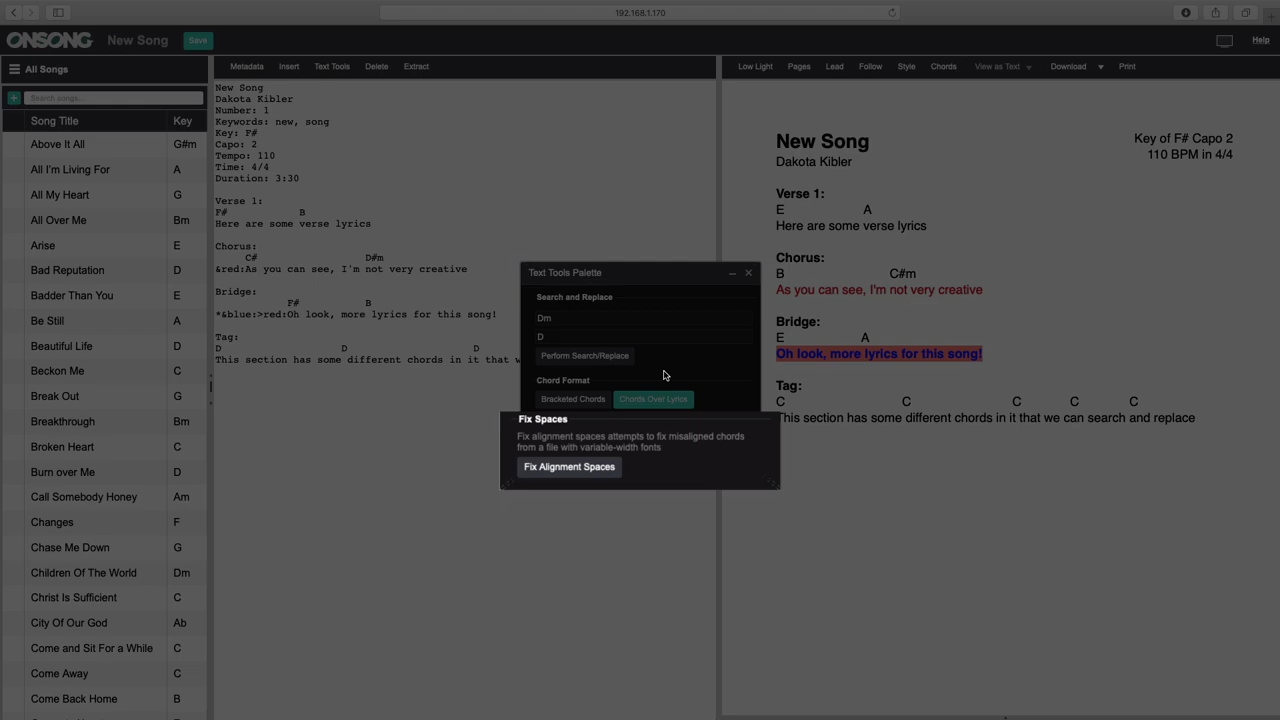 192.168.1.170
ONSONG New Song Save Help
All Songs
Search songs...
Song Title Key
Above It All G#m
All I'm Living For A
All My Heart G
All Over Me Bm
Arise E
Bad Reputation D
Badder Than You E
Be Still A
Beautiful Life D
Beckon Me C
Break Out G
Breakthrough Bm
Broken Heart C
Burn over Me D
Call Somebody Honey Am
Changes F
Chase Me Down G
Children Of The World Dm
Christ Is Sufficient C
City Of Our God Ab
Come and Sit For a While C
Come Away C
Come Back Home B
Metadata Insert Text Tools Delete Extract
New Song
Dakota Kibler
Number: 1
Keywords: new, song
Key: F#
Capo: 2
Tempo: 110
Time: 4/4
Duration: 3:30
Verse 1:
F# B
Here are some verse lyrics
Chorus:
C# D#m
&red:As you can see, I'm not very creative
Bridge:
F# B
*&blue:>red:Oh look, more lyrics for this song!
Tag:
D D D
This section has some different chords in it that w
Text Tools Palette
Search and Replace
Dm
D
Perform Search/Replace
Chord Format
Bracketed Chords Chords Over Lyrics
Fix Spaces
Fix alignment spaces attempts to fix misaligned chords
from a file with variable-width fonts
Fix Alignment Spaces
Low Light Pages Lead Follow Style Chords View as Text Download Print
New Song Key of F# Capo 2
Dakota Kibler 110 BPM in 4/4
Verse 1:
E A
Here are some verse lyrics
Chorus:
B C#m
As you can see, I'm not very creative
Bridge:
E A
Oh look, more lyrics for this song!
Tag:
C C C C C
This section has some different chords in it that we can search and replace